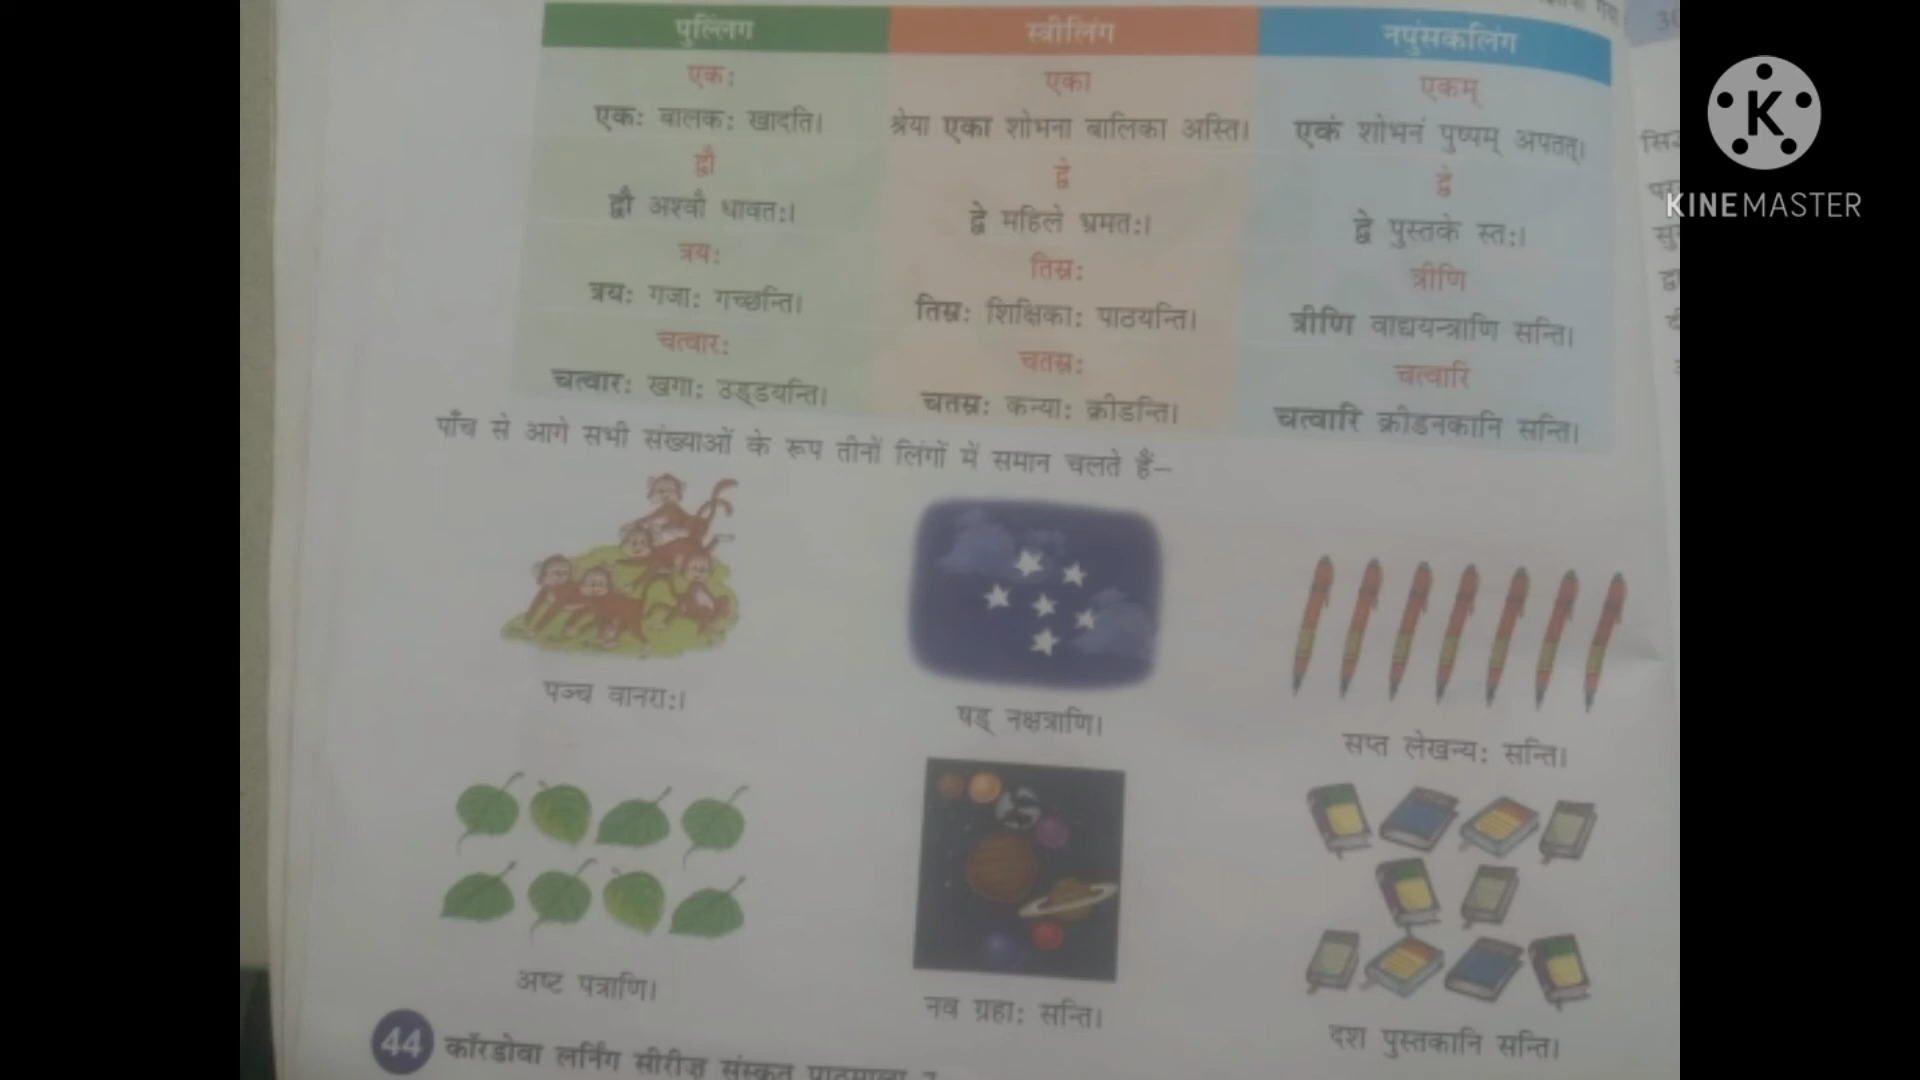 पुल्लिंग स्त्रीलिंग नपुंसकलिंग
एकः एका एकम्
एकः बालकः खादति। श्रेया एका शोभना बालिका अस्ति। एकं शोभनं पुष्पम् अपतत्।
द्वौ द्वे द्वे
द्वौ अश्वौ धावतः। द्वे महिले भ्रमतः। द्वे पुस्तके स्तः।
त्रयः तिस्रः त्रीणि
त्रयः गजाः गच्छन्ति। तिस्रः शिक्षिकाः पाठयन्ति। त्रीणि वाद्ययन्त्राणि सन्ति।
चत्वारः चतस्रः चत्वारि
चत्वारः खगाः उड्डयन्ति। चतस्रः कन्याः क्रीडन्ति। चत्वारि क्रीडनकानि सन्ति।
पाँच से आगे सभी संख्याओं के रूप तीनों लिंगों में समान चलते हैं–
पञ्च वानराः। षड् नक्षत्राणि। सप्त लेखन्यः सन्ति।
अष्ट पत्राणि। नव ग्रहाः सन्ति। दश पुस्तकानि सन्ति।
44 कॉरडोवा लर्निंग सीरीज़ संस्कृत पाठमाला
KINEMASTER